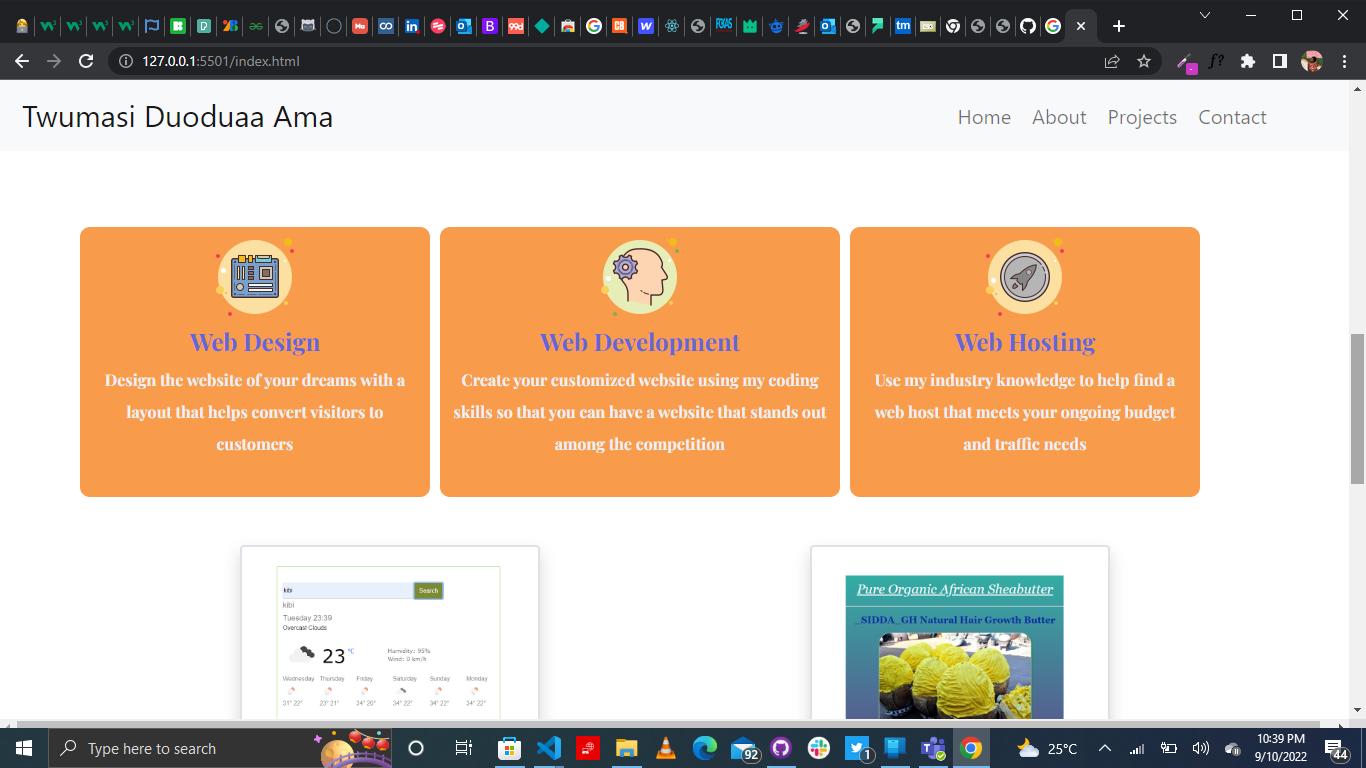 127.0.0.1:5501/index.html
f?
Twumasi Duoduaa Ama
Home About Projects Contact
Web Design
Design the website of your dreams with a
layout that helps convert visitors to
customers
Web Development
Create your customized website using my coding
skills so that you can have a website that stands out
among the competition
Web Hosting
Use my industry knowledge to help find a
web host that meets your ongoing budget
and traffic needs
kibi Search
kibi
Tuesday 23:39
Overcast Clouds
23 °C
Humidity: 95%
Wind: 0 km/h
Wednesday Thursday Friday Saturday Sunday Monday
31° 22° 23° 21° 34° 20° 34° 22° 34° 22° 34° 22°
Pure Organic African Sheabutter
_SIDDA_GH Natural Hair Growth Butter
Type here to search
92
1
25°C
10:39 PM
9/10/2022
44